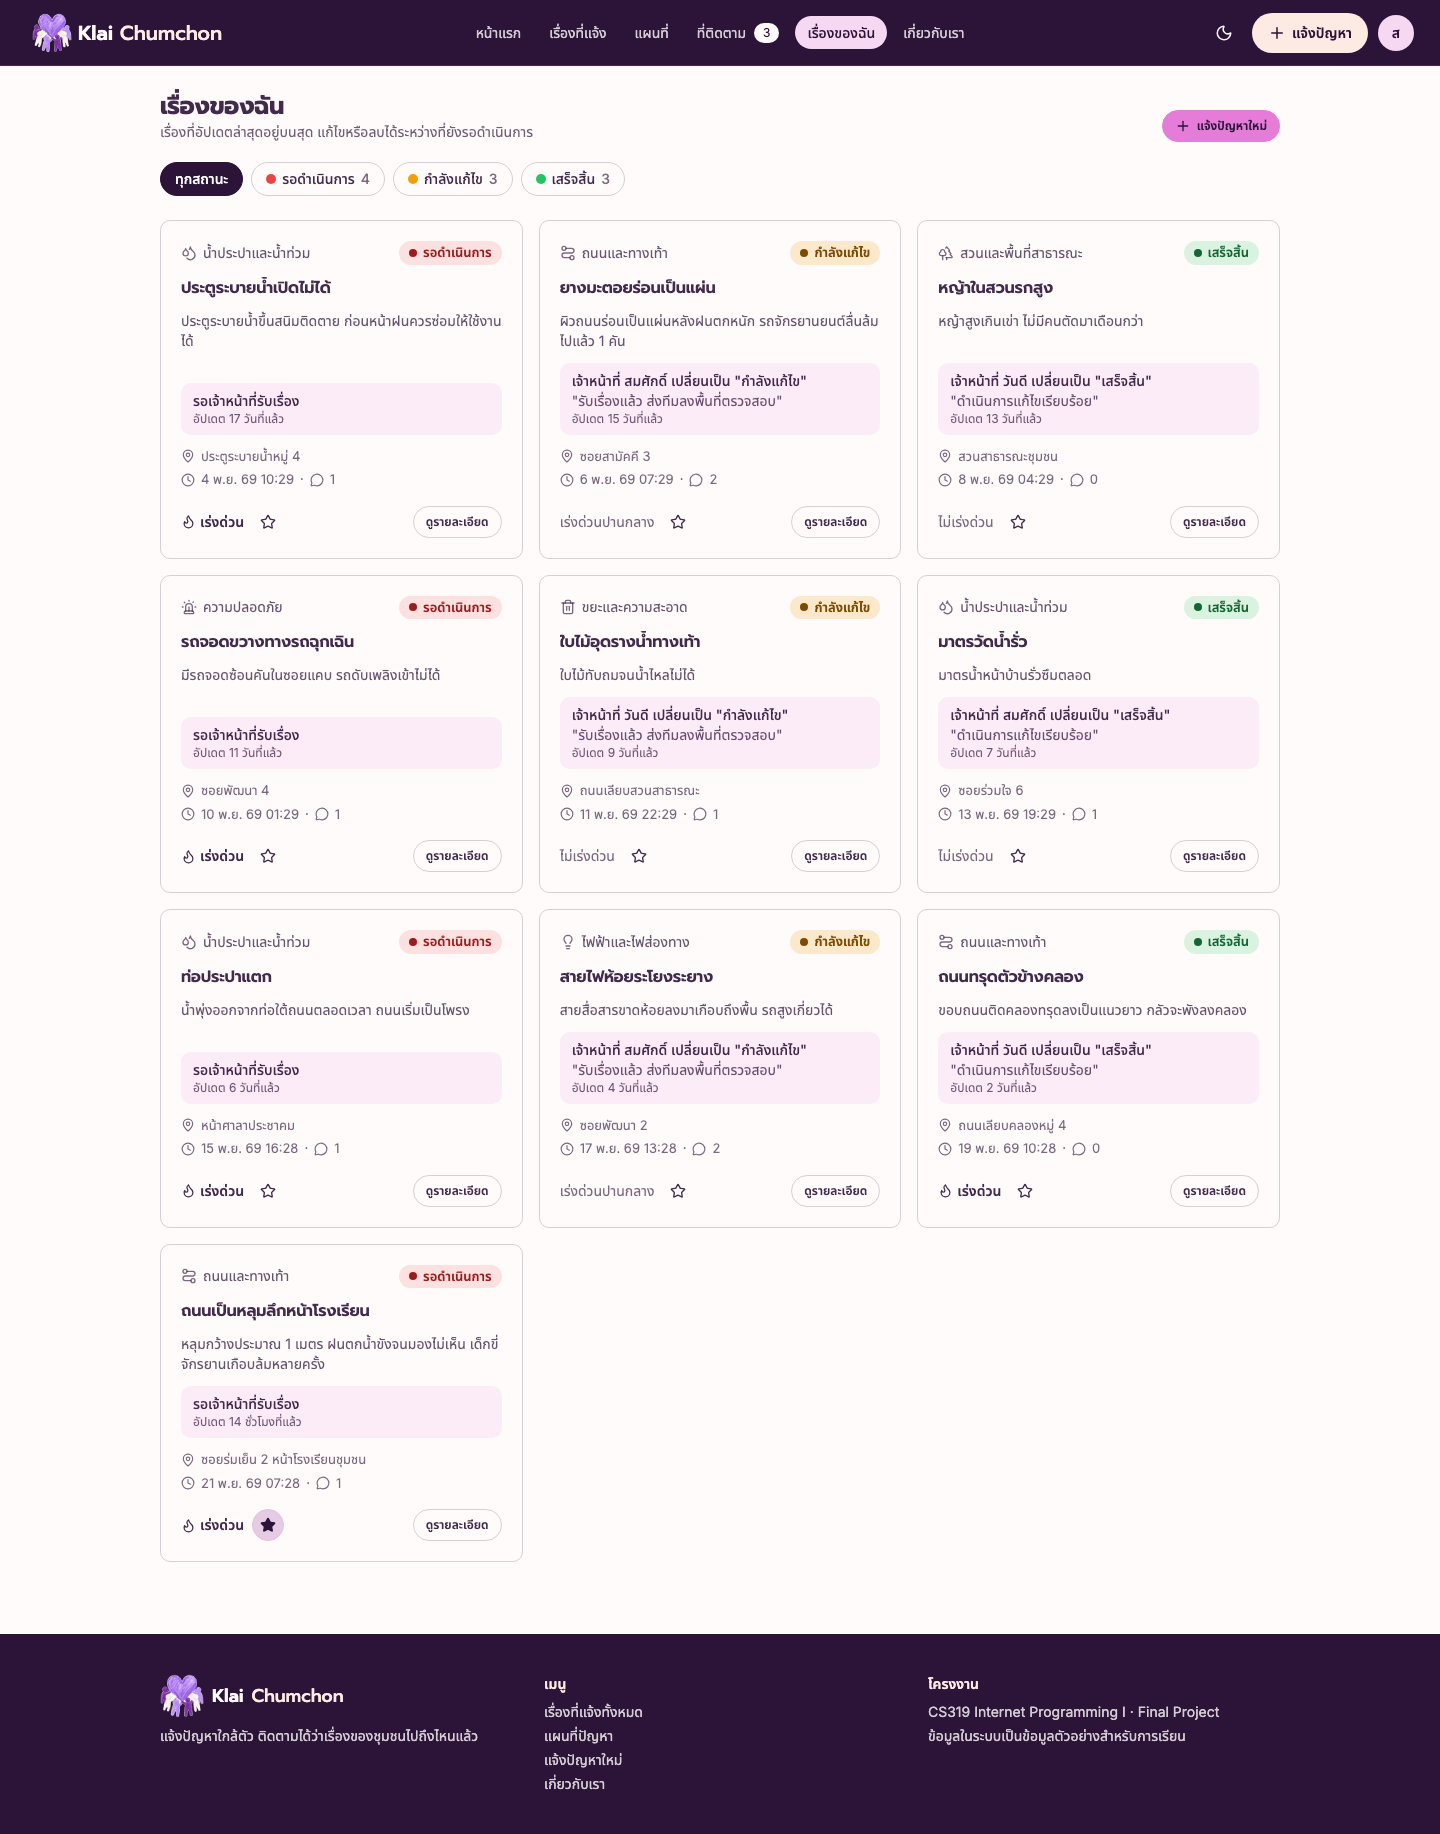 Klai Chumchon
หน้าแรก
เรื่องที่แจ้ง
แผนที่
ที่ติดตาม 3
เรื่องของฉัน
เกี่ยวกับเรา
แจ้งปัญหา
ส
เรื่องของฉัน
เรื่องที่อัปเดตล่าสุดอยู่บนสุด แก้ไขหรือลบได้ระหว่างที่ยังรอดำเนินการ
แจ้งปัญหาใหม่
ทุกสถานะ
รอดำเนินการ 4
กำลังแก้ไข 3
เสร็จสิ้น 3
น้ำประปาและน้ำท่วม
รอดำเนินการ
ประตูระบายน้ำเปิดไม่ได้
ประตูระบายน้ำขึ้นสนิมติดตาย ก่อนหน้าฝนควรซ่อมให้ใช้งาน
ได้
รอเจ้าหน้าที่รับเรื่อง
อัปเดต 17 วันที่แล้ว
ประตูระบายน้ำหมู่ 4
4 พ.ย. 69 10:29 · 1
เร่งด่วน
ดูรายละเอียด
ถนนและทางเท้า
กำลังแก้ไข
ยางมะตอยร่อนเป็นแผ่น
ผิวถนนร่อนเป็นแผ่นหลังฝนตกหนัก รถจักรยานยนต์ลื่นล้ม
ไปแล้ว 1 คัน
เจ้าหน้าที่ สมศักดิ์ เปลี่ยนเป็น "กำลังแก้ไข"
"รับเรื่องแล้ว ส่งทีมลงพื้นที่ตรวจสอบ"
อัปเดต 15 วันที่แล้ว
ซอยสามัคคี 3
6 พ.ย. 69 07:29 · 2
เร่งด่วนปานกลาง
ดูรายละเอียด
สวนและพื้นที่สาธารณะ
เสร็จสิ้น
หญ้าในสวนรกสูง
หญ้าสูงเกินเข่า ไม่มีคนตัดมาเดือนกว่า
เจ้าหน้าที่ วันดี เปลี่ยนเป็น "เสร็จสิ้น"
"ดำเนินการแก้ไขเรียบร้อย"
อัปเดต 13 วันที่แล้ว
สวนสาธารณะชุมชน
8 พ.ย. 69 04:29 · 0
ไม่เร่งด่วน
ดูรายละเอียด
ความปลอดภัย
รอดำเนินการ
รถจอดขวางทางรถฉุกเฉิน
มีรถจอดซ้อนคันในซอยแคบ รถดับเพลิงเข้าไม่ได้
รอเจ้าหน้าที่รับเรื่อง
อัปเดต 11 วันที่แล้ว
ซอยพัฒนา 4
10 พ.ย. 69 01:29 · 1
เร่งด่วน
ดูรายละเอียด
ขยะและความสะอาด
กำลังแก้ไข
ใบไม้อุดรางน้ำทางเท้า
ใบไม้ทับถมจนน้ำไหลไม่ได้
เจ้าหน้าที่ วันดี เปลี่ยนเป็น "กำลังแก้ไข"
"รับเรื่องแล้ว ส่งทีมลงพื้นที่ตรวจสอบ"
อัปเดต 9 วันที่แล้ว
ถนนเลียบสวนสาธารณะ
11 พ.ย. 69 22:29 · 1
ไม่เร่งด่วน
ดูรายละเอียด
น้ำประปาและน้ำท่วม
เสร็จสิ้น
มาตรวัดน้ำรั่ว
มาตรน้ำหน้าบ้านรั่วซึมตลอด
เจ้าหน้าที่ สมศักดิ์ เปลี่ยนเป็น "เสร็จสิ้น"
"ดำเนินการแก้ไขเรียบร้อย"
อัปเดต 7 วันที่แล้ว
ซอยร่วมใจ 6
13 พ.ย. 69 19:29 · 1
ไม่เร่งด่วน
ดูรายละเอียด
น้ำประปาและน้ำท่วม
รอดำเนินการ
ท่อประปาแตก
น้ำพุ่งออกจากท่อใต้ถนนตลอดเวลา ถนนเริ่มเป็นโพรง
รอเจ้าหน้าที่รับเรื่อง
อัปเดต 6 วันที่แล้ว
หน้าศาลาประชาคม
15 พ.ย. 69 16:28 · 1
เร่งด่วน
ดูรายละเอียด
ไฟฟ้าและไฟส่องทาง
กำลังแก้ไข
สายไฟห้อยระโยงระยาง
สายสื่อสารขาดห้อยลงมาเกือบถึงพื้น รถสูงเกี่ยวได้
เจ้าหน้าที่ สมศักดิ์ เปลี่ยนเป็น "กำลังแก้ไข"
"รับเรื่องแล้ว ส่งทีมลงพื้นที่ตรวจสอบ"
อัปเดต 4 วันที่แล้ว
ซอยพัฒนา 2
17 พ.ย. 69 13:28 · 2
เร่งด่วนปานกลาง
ดูรายละเอียด
ถนนและทางเท้า
เสร็จสิ้น
ถนนทรุดตัวข้างคลอง
ขอบถนนติดคลองทรุดลงเป็นแนวยาว กลัวจะพังลงคลอง
เจ้าหน้าที่ วันดี เปลี่ยนเป็น "เสร็จสิ้น"
"ดำเนินการแก้ไขเรียบร้อย"
อัปเดต 2 วันที่แล้ว
ถนนเลียบคลองหมู่ 4
19 พ.ย. 69 10:28 · 0
เร่งด่วน
ดูรายละเอียด
ถนนและทางเท้า
รอดำเนินการ
ถนนเป็นหลุมลึกหน้าโรงเรียน
หลุมกว้างประมาณ 1 เมตร ฝนตกน้ำขังจนมองไม่เห็น เด็กขี่
จักรยานเกือบล้มหลายครั้ง
รอเจ้าหน้าที่รับเรื่อง
อัปเดต 14 ชั่วโมงที่แล้ว
ซอยร่มเย็น 2 หน้าโรงเรียนชุมชน
21 พ.ย. 69 07:28 · 1
เร่งด่วน
ดูรายละเอียด
Klai Chumchon
แจ้งปัญหาใกล้ตัว ติดตามได้ว่าเรื่องของชุมชนไปถึงไหนแล้ว
เมนู
เรื่องที่แจ้งทั้งหมด
แผนที่ปัญหา
แจ้งปัญหาใหม่
เกี่ยวกับเรา
โครงงาน
CS319 Internet Programming I · Final Project
ข้อมูลในระบบเป็นข้อมูลตัวอย่างสำหรับการเรียน